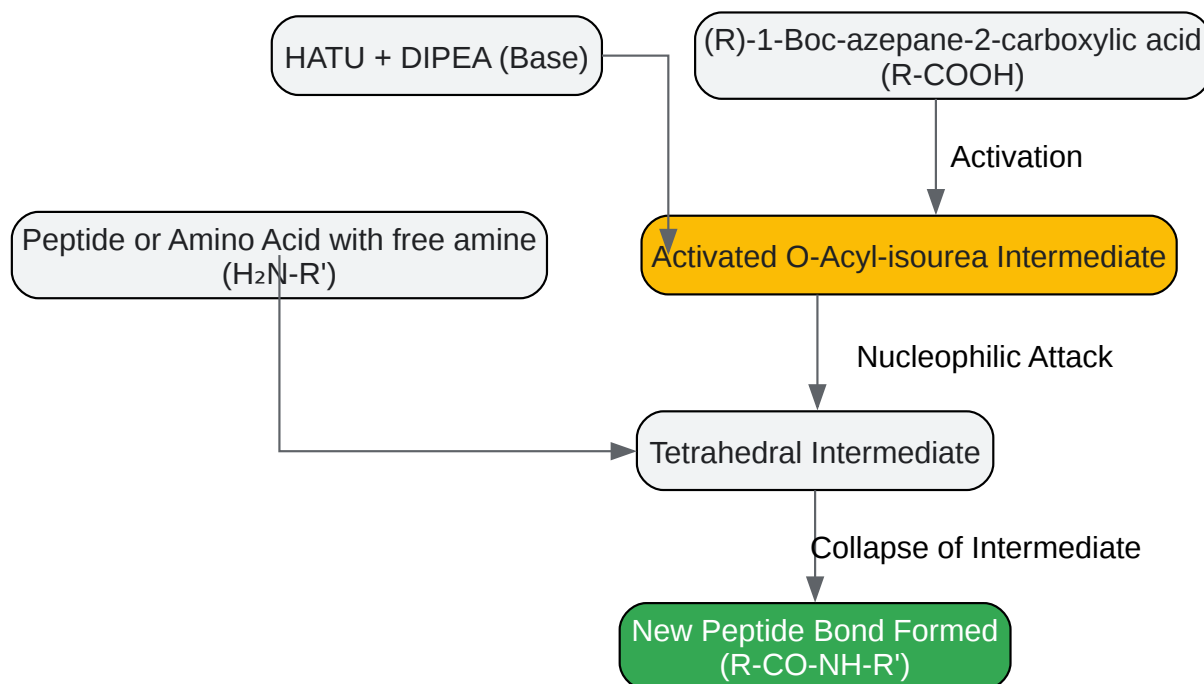 HATU + DIPEA (Base)
(R)-1-Boc-azepane-2-carboxylic acid
(R-COOH)
Activation
Peptide or Amino Acid with free amine
(H₂N-R')
Activated O-Acyl-isourea Intermediate
Nucleophilic Attack
Tetrahedral Intermediate
Collapse of Intermediate
New Peptide Bond Formed
(R-CO-NH-R')